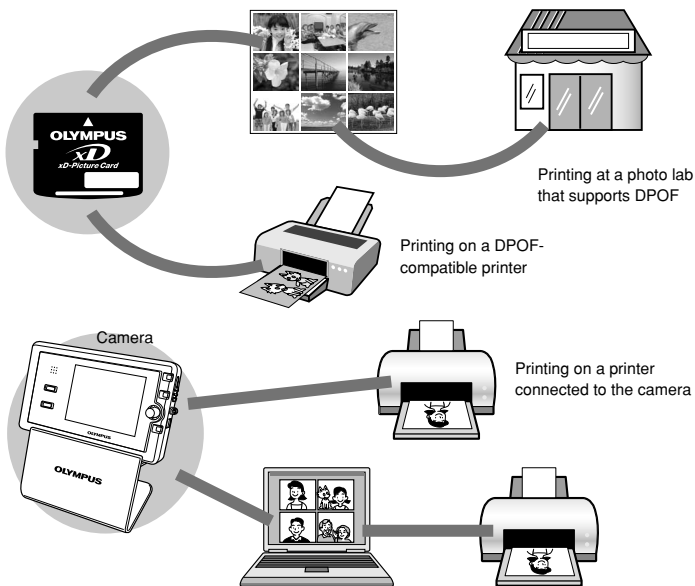 OLYMPUS
xD
xD-Picture Card
Printing at a photo lab
that supports DPOF
Printing on a DPOF-
compatible printer
Camera
OLYMPUS
OLYMPUS
Printing on a printer
connected to the camera